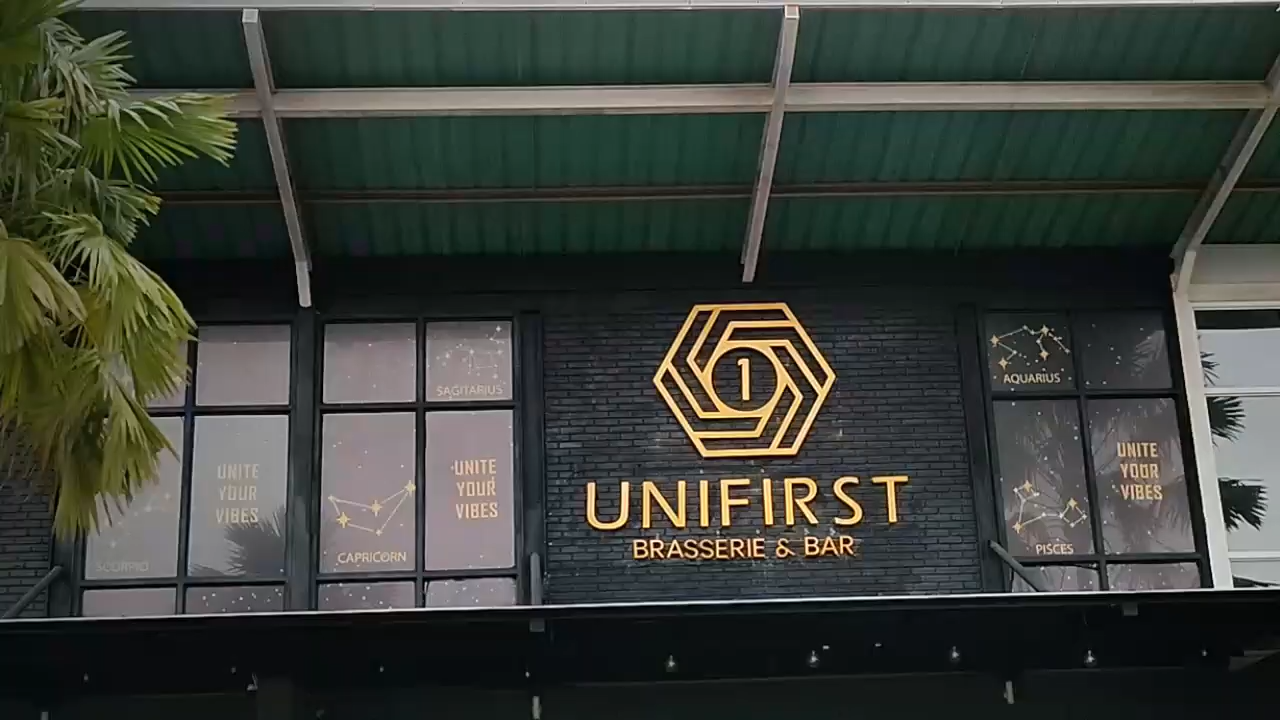 SAGITARIUS
AQUARIUS
1
UNITE
YOUR
VIBES
UNITE
YOUR
VIBES
UNITE
YOUR
VIBES
UNIFIRST
BRASSERIE & BAR
SCORPIO
CAPRICORN
PISCES